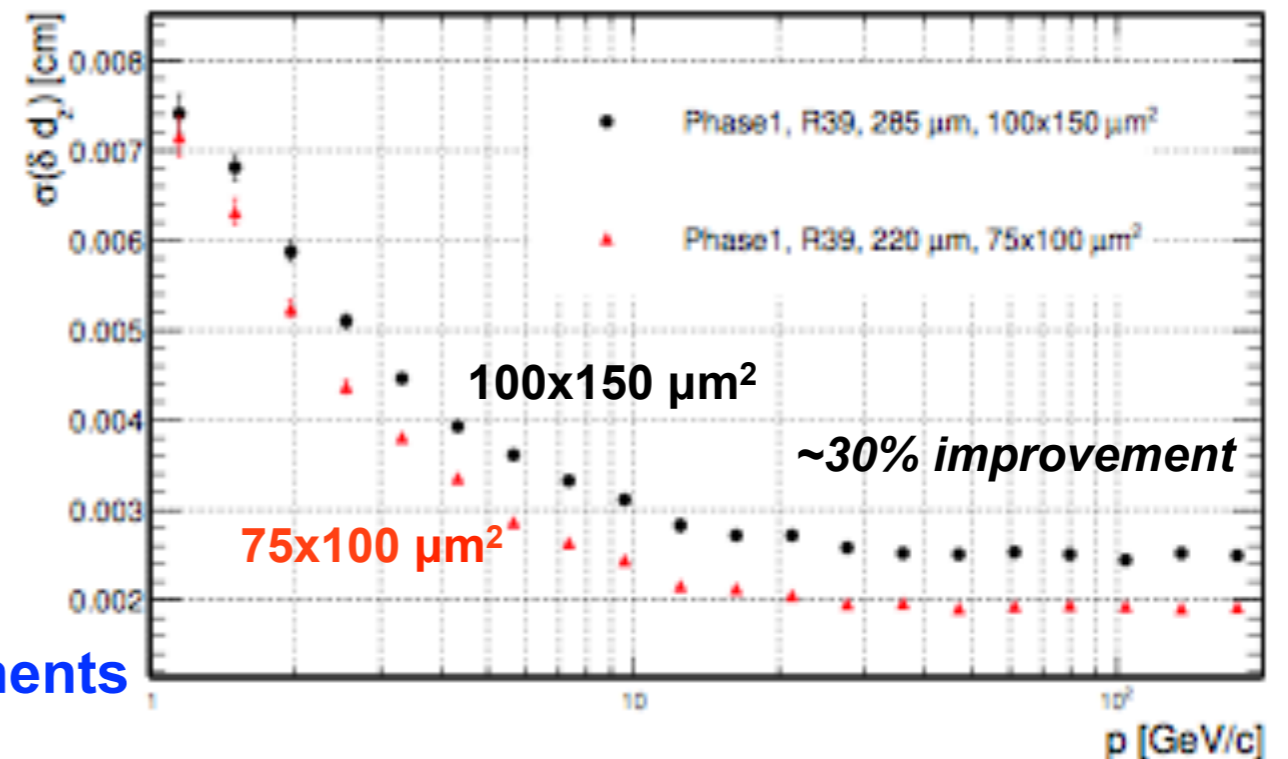 σ(δ d_z) [cm]
0.008
0.007
0.006
0.005
0.004
0.003
0.002
Phase1, R39, 285 μm, 100x150 μm²
Phase1, R39, 220 μm, 75x100 μm²
100x150 μm²
~30% improvement
75x100 μm²
nents
1
10
10²
p [GeV/c]